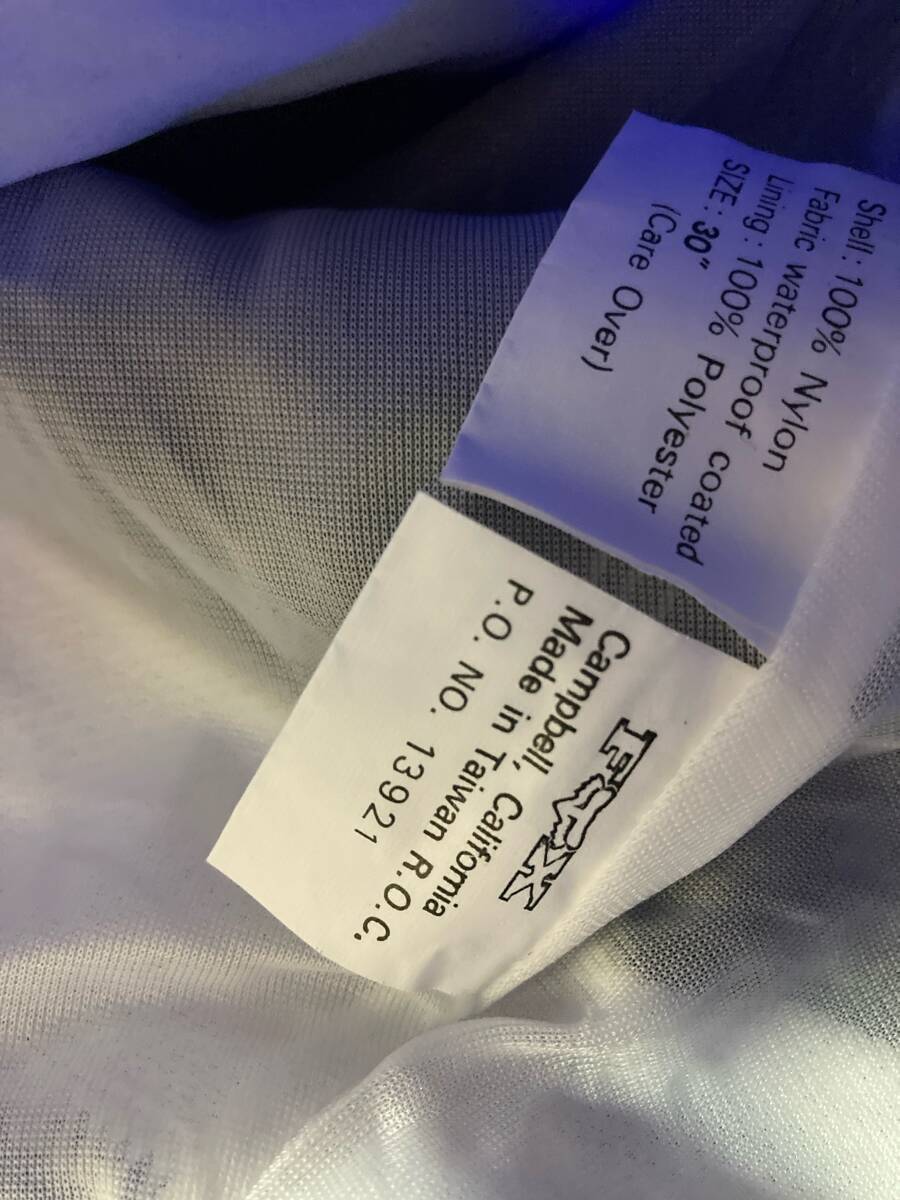 Shell : 100% Nylon
Fabric waterproof coated
Lining : 100% Polyester
SIZE : 30"
(Care Over)
FOX
Campbell, California
Made in Taiwan R.O.C.
P.O. NO. 13921